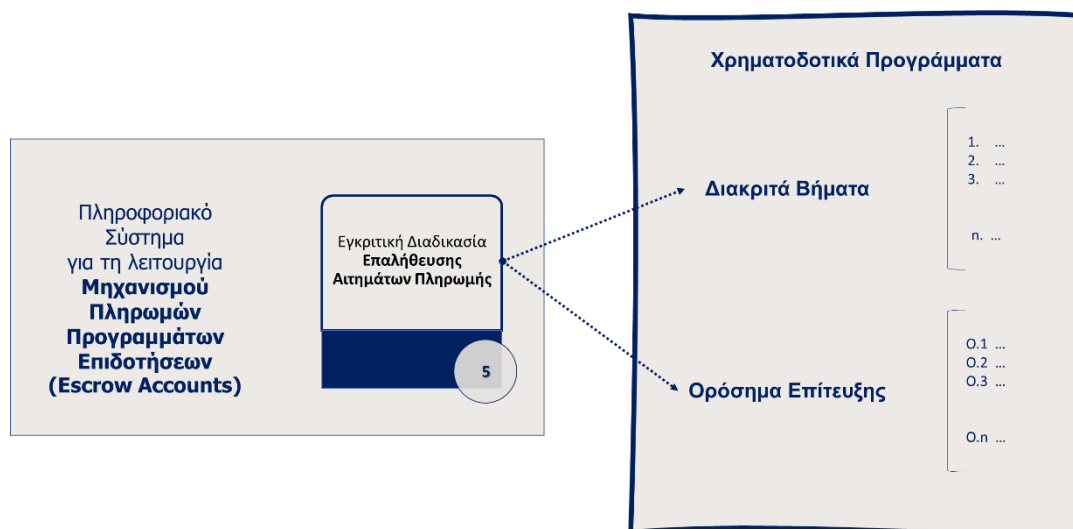 Πληροφοριακό
Σύστημα
για τη λειτουργία
Μηχανισμού
Πληρωμών
Προγραμμάτων
Επιδοτήσεων
(Escrow Accounts)
Εγκριτική Διαδικασία
Επαλήθευσης
Αιτημάτων Πληρωμής
5
Χρηματοδοτικά Προγράμματα
Διακριτά Βήματα
1. ...
2. ...
3. ...
n. ...
Ορόσημα Επίτευξης
Ο.1 ...
Ο.2 ...
Ο.3 ...
Ο.n ...